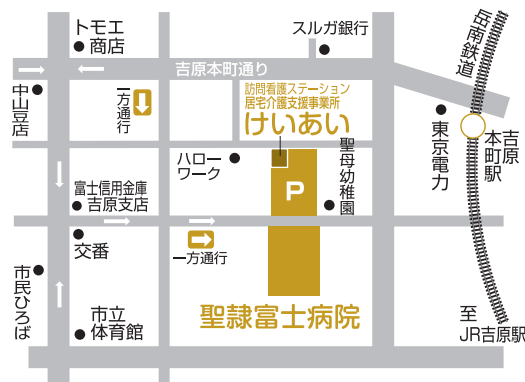 トモエ
商店
スルガ銀行
岳南鉄道
吉原本町通り
中山豆店
一方通行
訪問看護ステーション
居宅介護支援事業所
けいあい
東京電力
吉原
本町駅
ハロー
ワーク
聖母幼稚園
P
富士信用金庫
吉原支店
交番
一方通行
市民ひろば
市立
体育館
聖隷富士病院
至
JR吉原駅